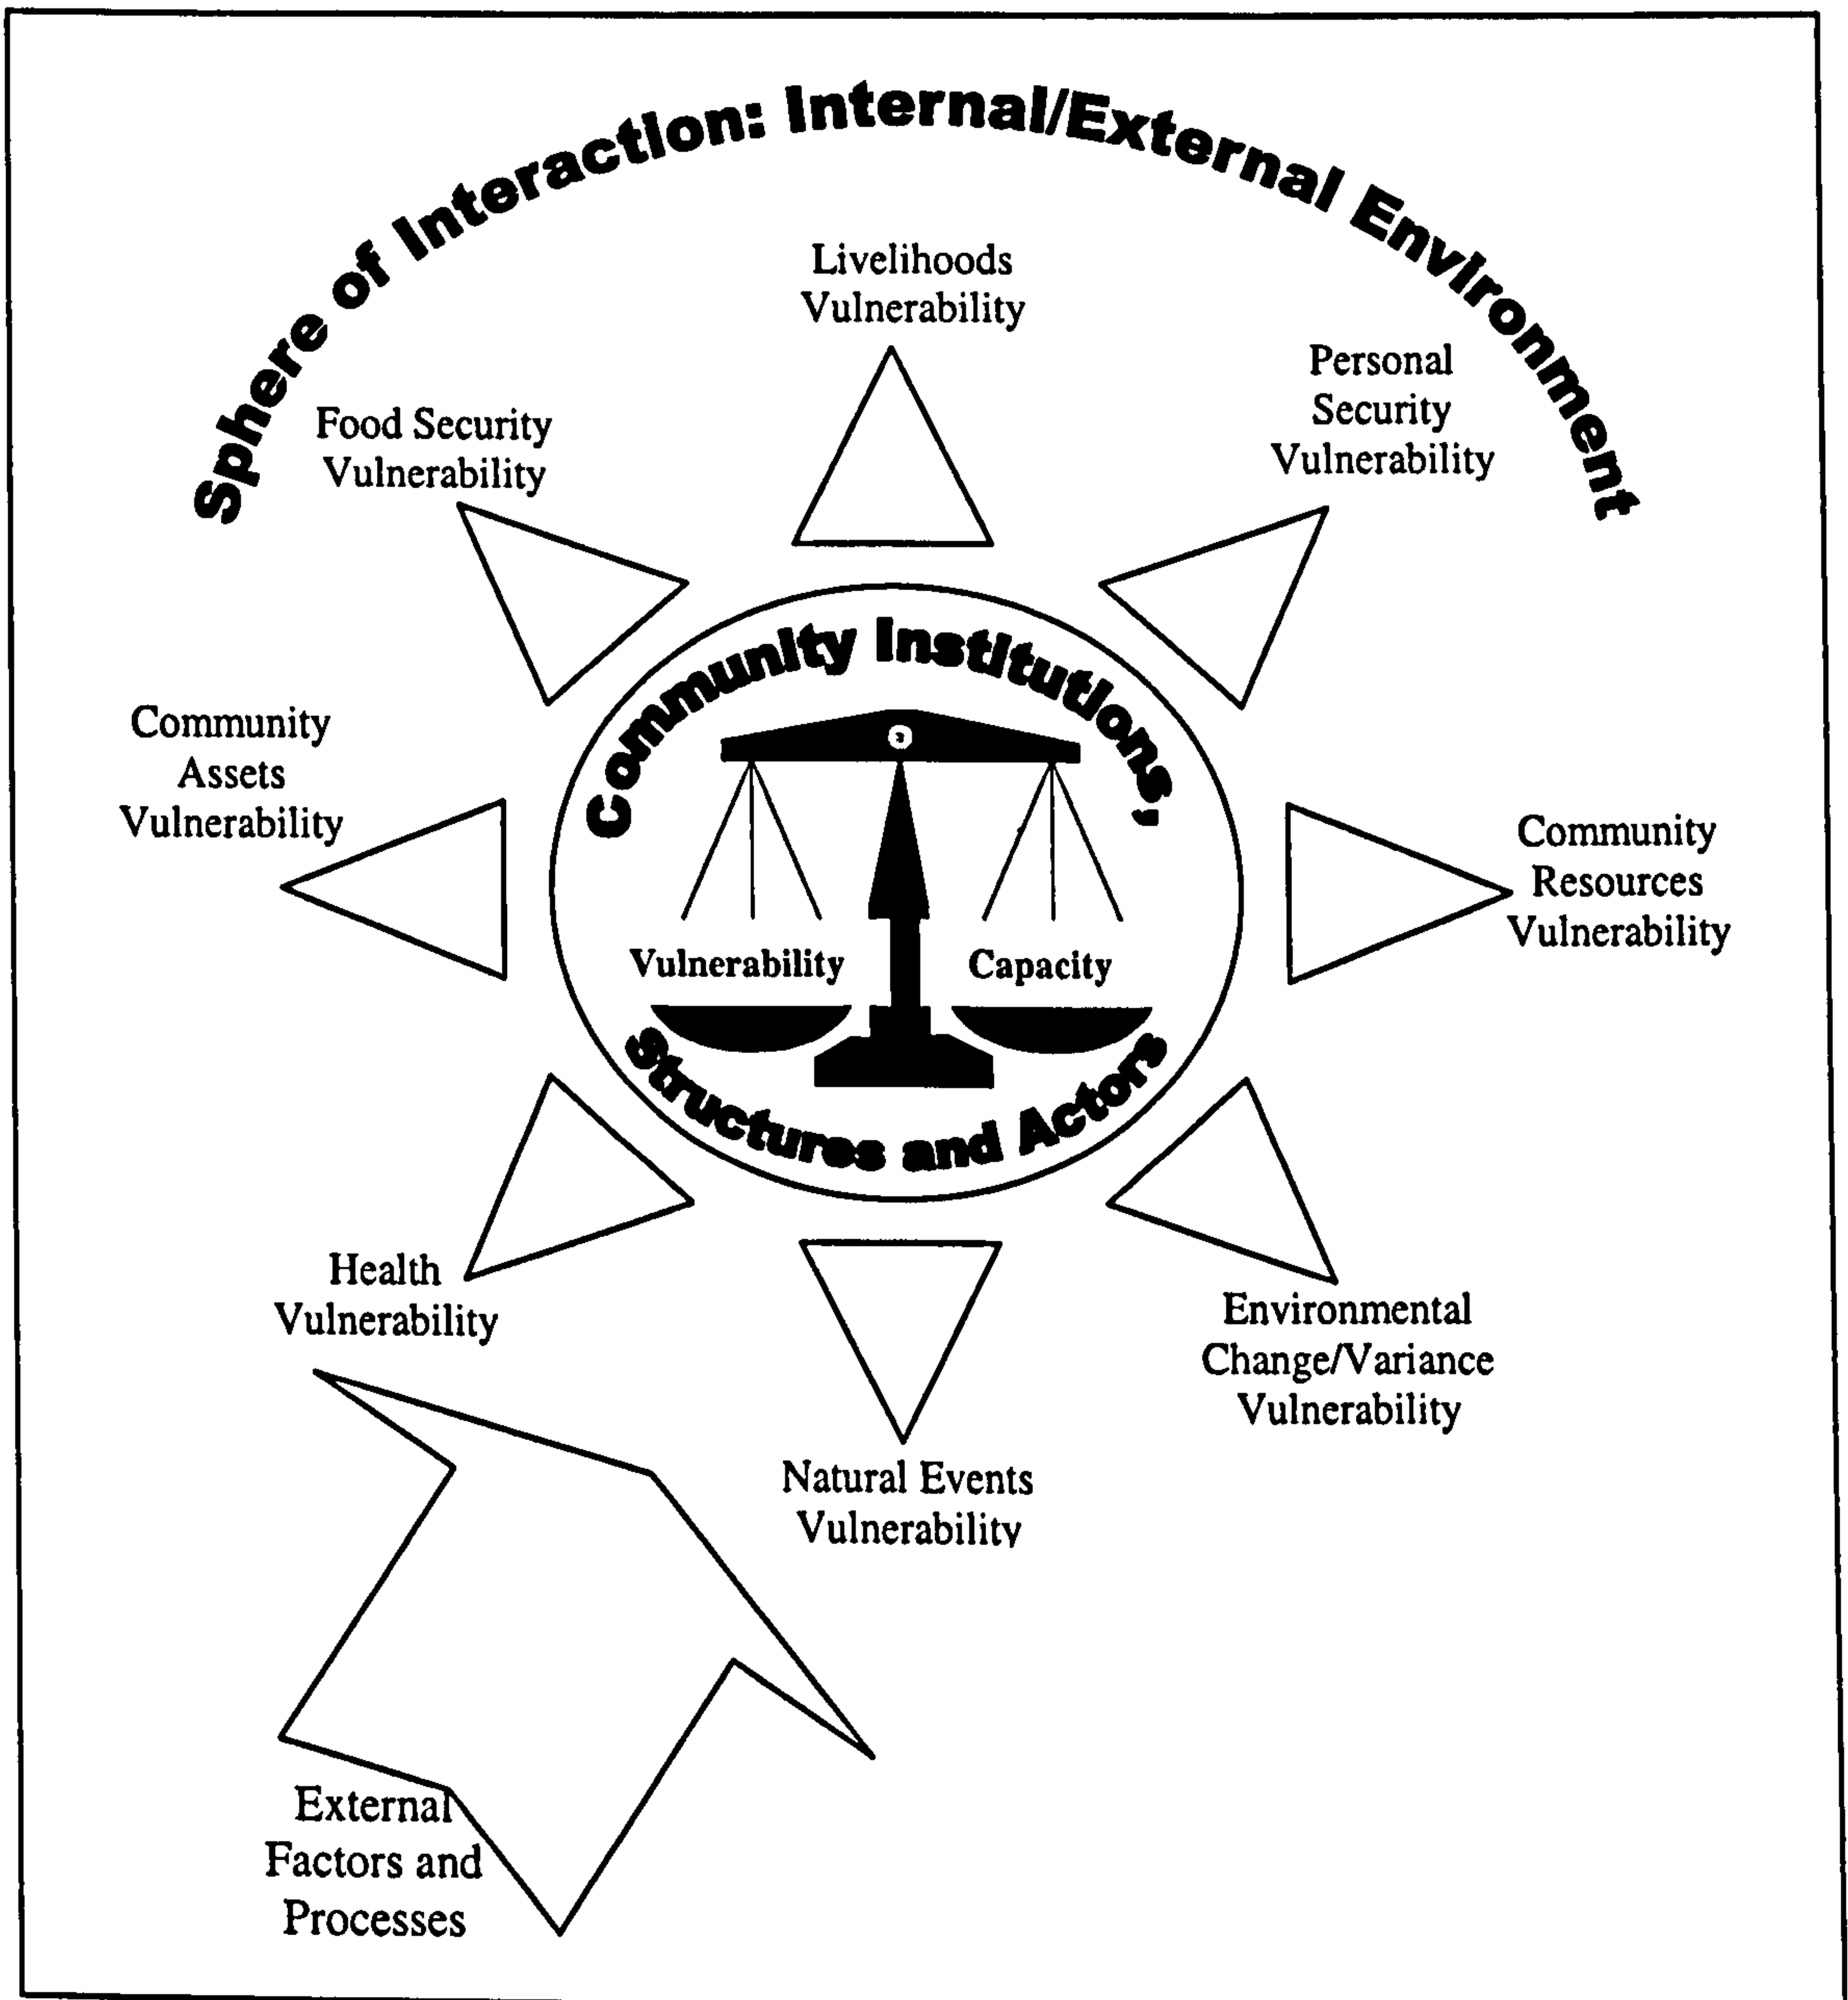 Sphere of Interaction: Internal/External Environment
Livelihoods
Vulnerability
Personal
Security
Vulnerability
Food Security
Vulnerability
Community Institutions,
Community
Assets
Vulnerability
Community
Resources
Vulnerability
Vulnerability
Capacity
Structures and Actors
Health
Vulnerability
Environmental
Change/Variance
Vulnerability
Natural Events
Vulnerability
External
Factors and
Processes